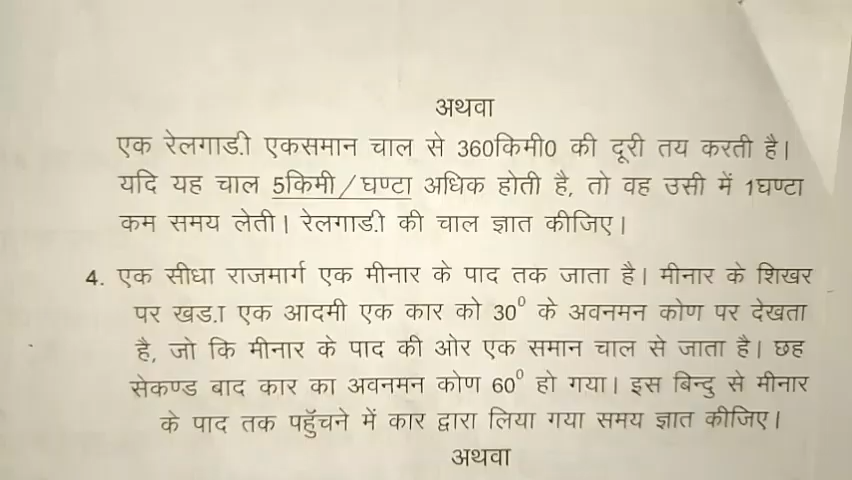 अथवा
एक रेलगाड़ी एकसमान चाल से 360किमी0 की दूरी तय करती है।
यदि यह चाल 5किमी/घण्टा अधिक होती है, तो वह उसी में 1घण्टा
कम समय लेती। रेलगाड़ी की चाल ज्ञात कीजिए।
4. एक सीधा राजमार्ग एक मीनार के पाद तक जाता है। मीनार के शिखर
पर खड़ा एक आदमी एक कार को 30⁰ के अवनमन कोण पर देखता
है, जो कि मीनार के पाद की ओर एक समान चाल से जाता है। छह
सेकण्ड बाद कार का अवनमन कोण 60⁰ हो गया। इस बिन्दु से मीनार
के पाद तक पहुँचने में कार द्वारा लिया गया समय ज्ञात कीजिए।
अथवा